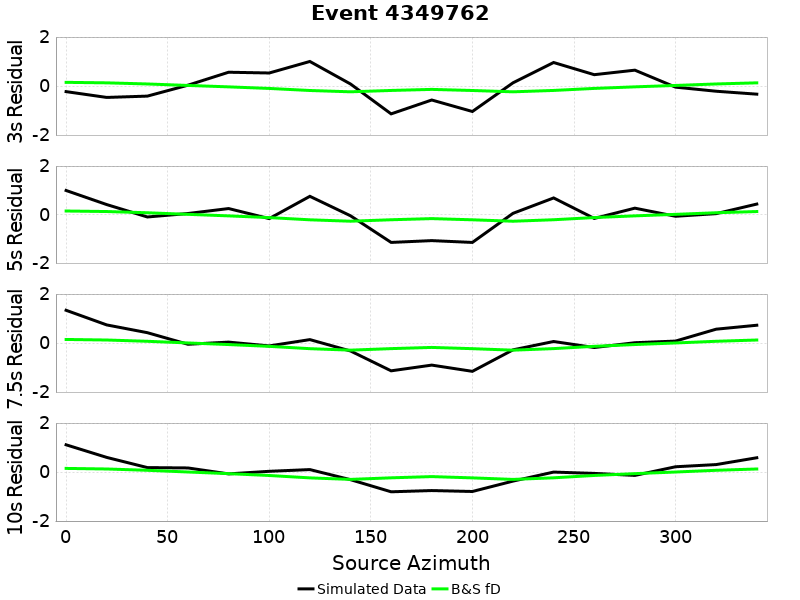 Event 4349762
3s Residual
2
0
-2
5s Residual
2
0
-2
7.5s Residual
2
0
-2
10s Residual
2
0
-2
0 50 100 150 200 250 300
Source Azimuth
Simulated Data B&S fD